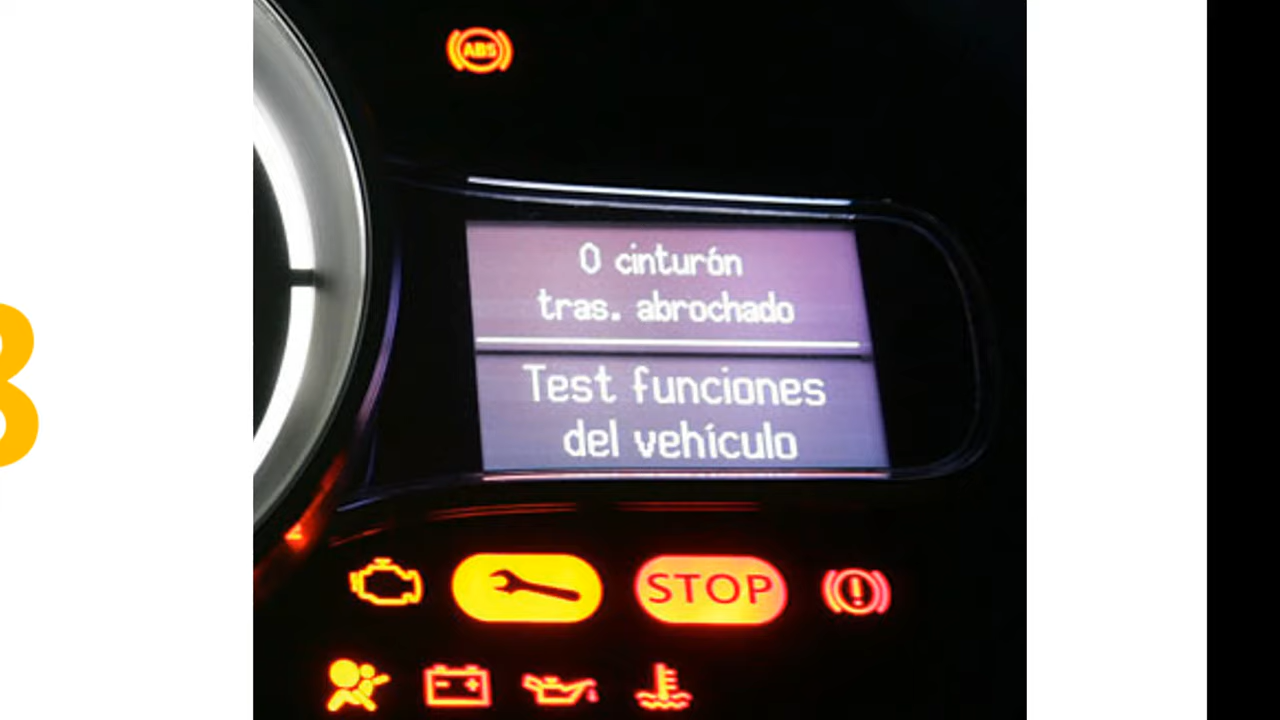 ABS
0 cinturón
tras. abrochado
Test funciones
del vehículo
STOP